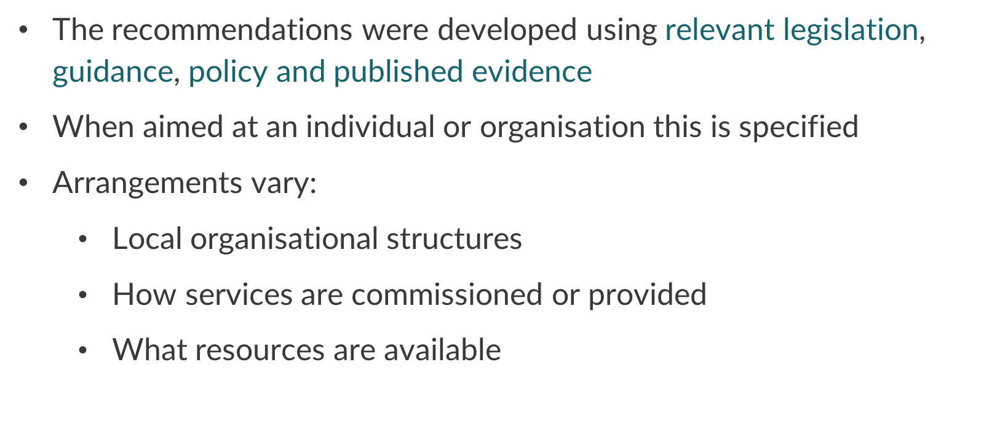 • The recommendations were developed using relevant legislation,
guidance, policy and published evidence
• When aimed at an individual or organisation this is specified
• Arrangements vary:
• Local organisational structures
• How services are commissioned or provided
• What resources are available